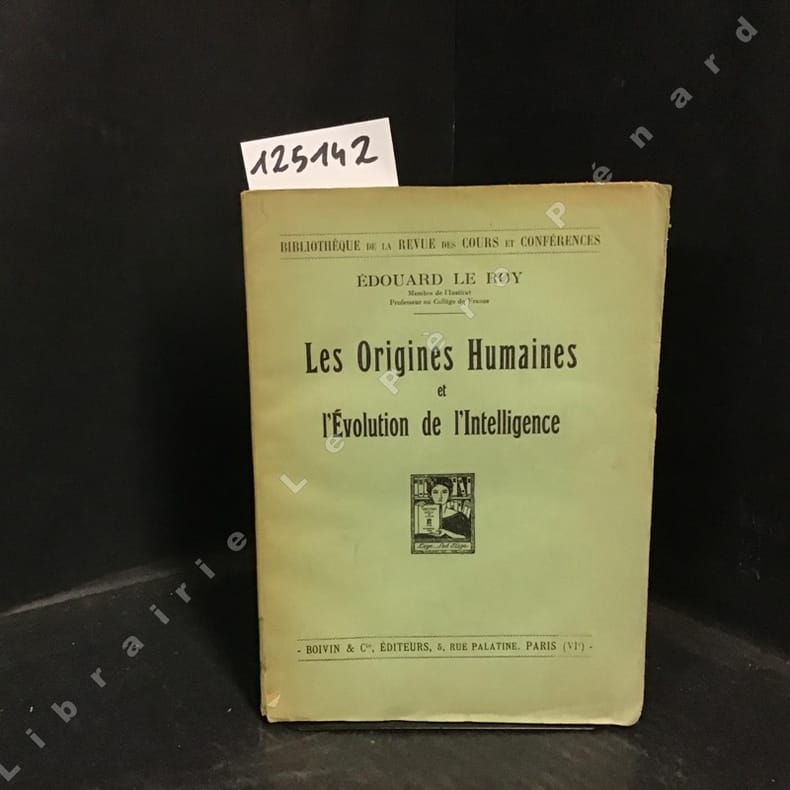 125142
BIBLIOTHÈQUE DE LA REVUE DES COURS ET CONFÉRENCES
ÉDOUARD LE ROY
Membre de l'Institut
Professeur au Collège de France
Les Origines Humaines
et
l'Évolution de l'Intelligence
- BOIVIN & Cie, ÉDITEURS, 5, RUE PALATINE. PARIS (VIe) -
Librairie Le Père Pénard